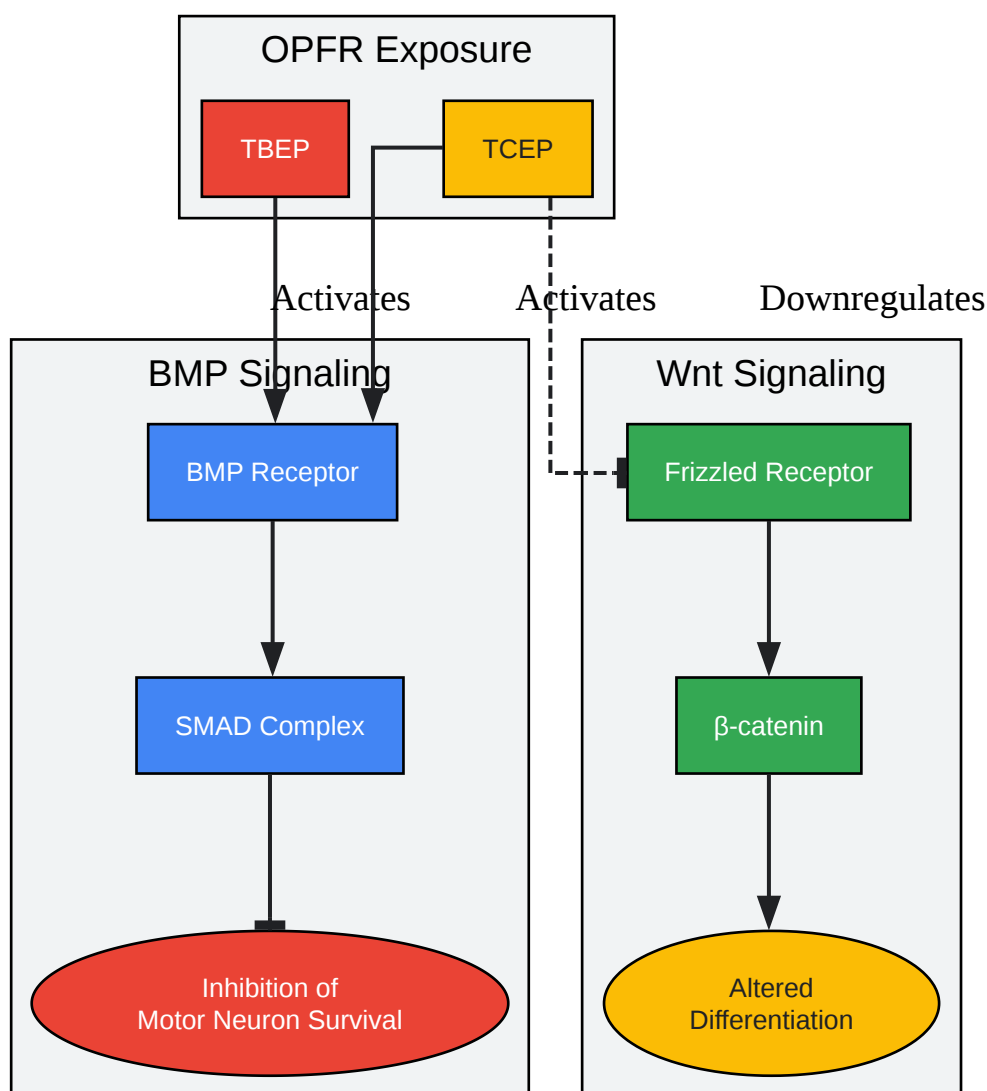 OPFR Exposure
TBEP
TCEP
Activates
Activates
Downregulates
BMP Signaling
Wnt Signaling
BMP Receptor
Frizzled Receptor
SMAD Complex
β-catenin
Inhibition of
Motor Neuron Survival
Altered
Differentiation